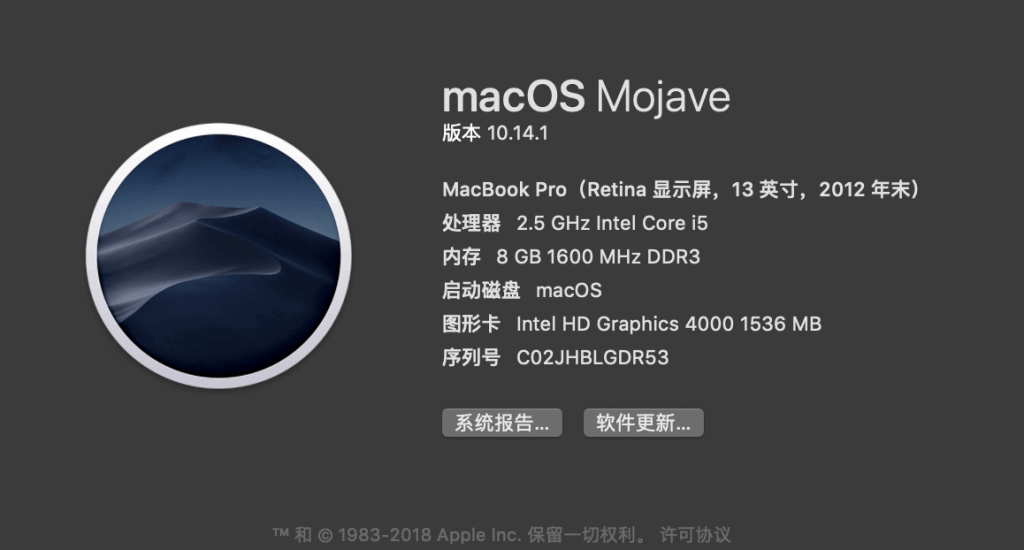 macOS Mojave
版本 10.14.1
MacBook Pro（Retina 显示屏，13 英寸，2012 年末）
处理器 2.5 GHz Intel Core i5
内存 8 GB 1600 MHz DDR3
启动磁盘 macOS
图形卡 Intel HD Graphics 4000 1536 MB
序列号 C02JHBLGDR53
系统报告... 软件更新...
™ 和 © 1983-2018 Apple Inc. 保留一切权利。 许可协议